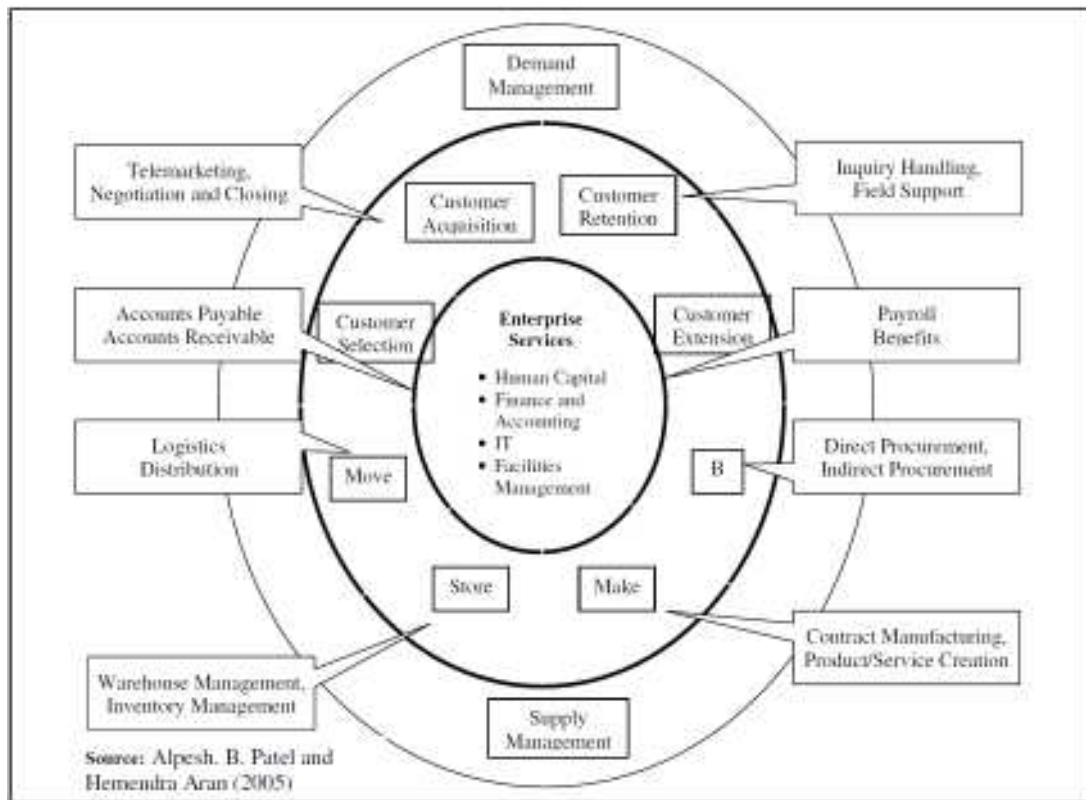 Demand
Management
Telemarketing,
Negotiation and Closing
Customer
Acquisition
Customer
Retention
Inquiry Handling,
Field Support
Accounts Payable
Accounts Receivable
Customer
Selection
Enterprise
Services
• Human Capital
• Finance and
Accounting
• IT
• Facilities
Management
Customer
Extension
Payroll
Benefits
Logistics
Distribution
Move
B
Direct Procurement,
Indirect Procurement
Store
Make
Contract Manufacturing,
Product/Service Creation
Warehouse Management,
Inventory Management
Supply
Management
Source: Alpesh. B. Patel and
Hemendra Aran (2005)